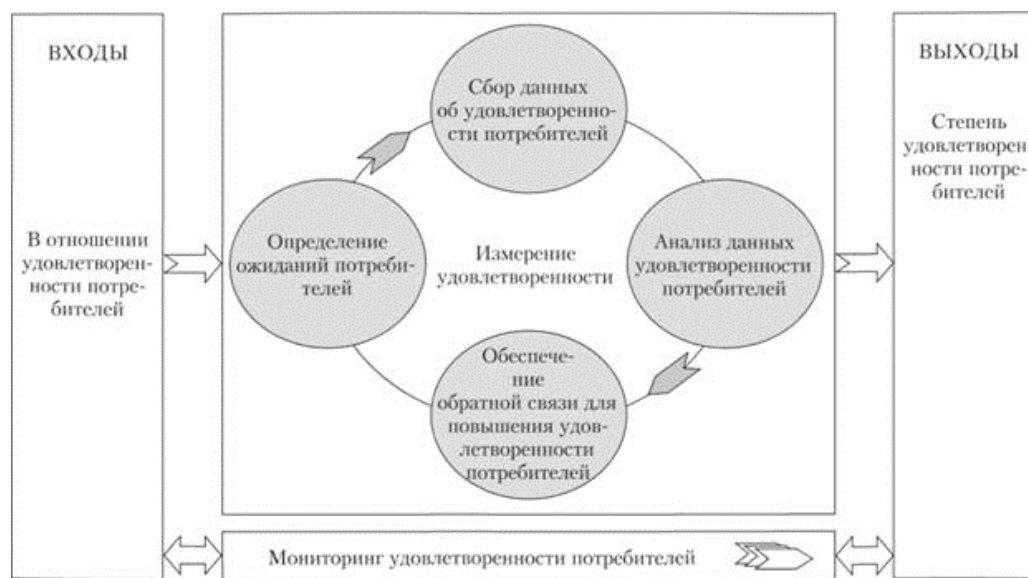 ВХОДЫ
В отношении
удовлетворен-
ности потре-
бителей
Сбор данных
об удовлетворенно-
сти потребителей
Определение
ожиданий потреби-
телей
Измерение
удовлетворенности
Анализ данных
удовлетворенности
потребителей
Обеспече-
ние
обратной связи для
повышения удов-
летворенности
потребителей
ВЫХОДЫ
Степень
удовлетворен-
ности потре-
бителей
Мониторинг удовлетворенности потребителей